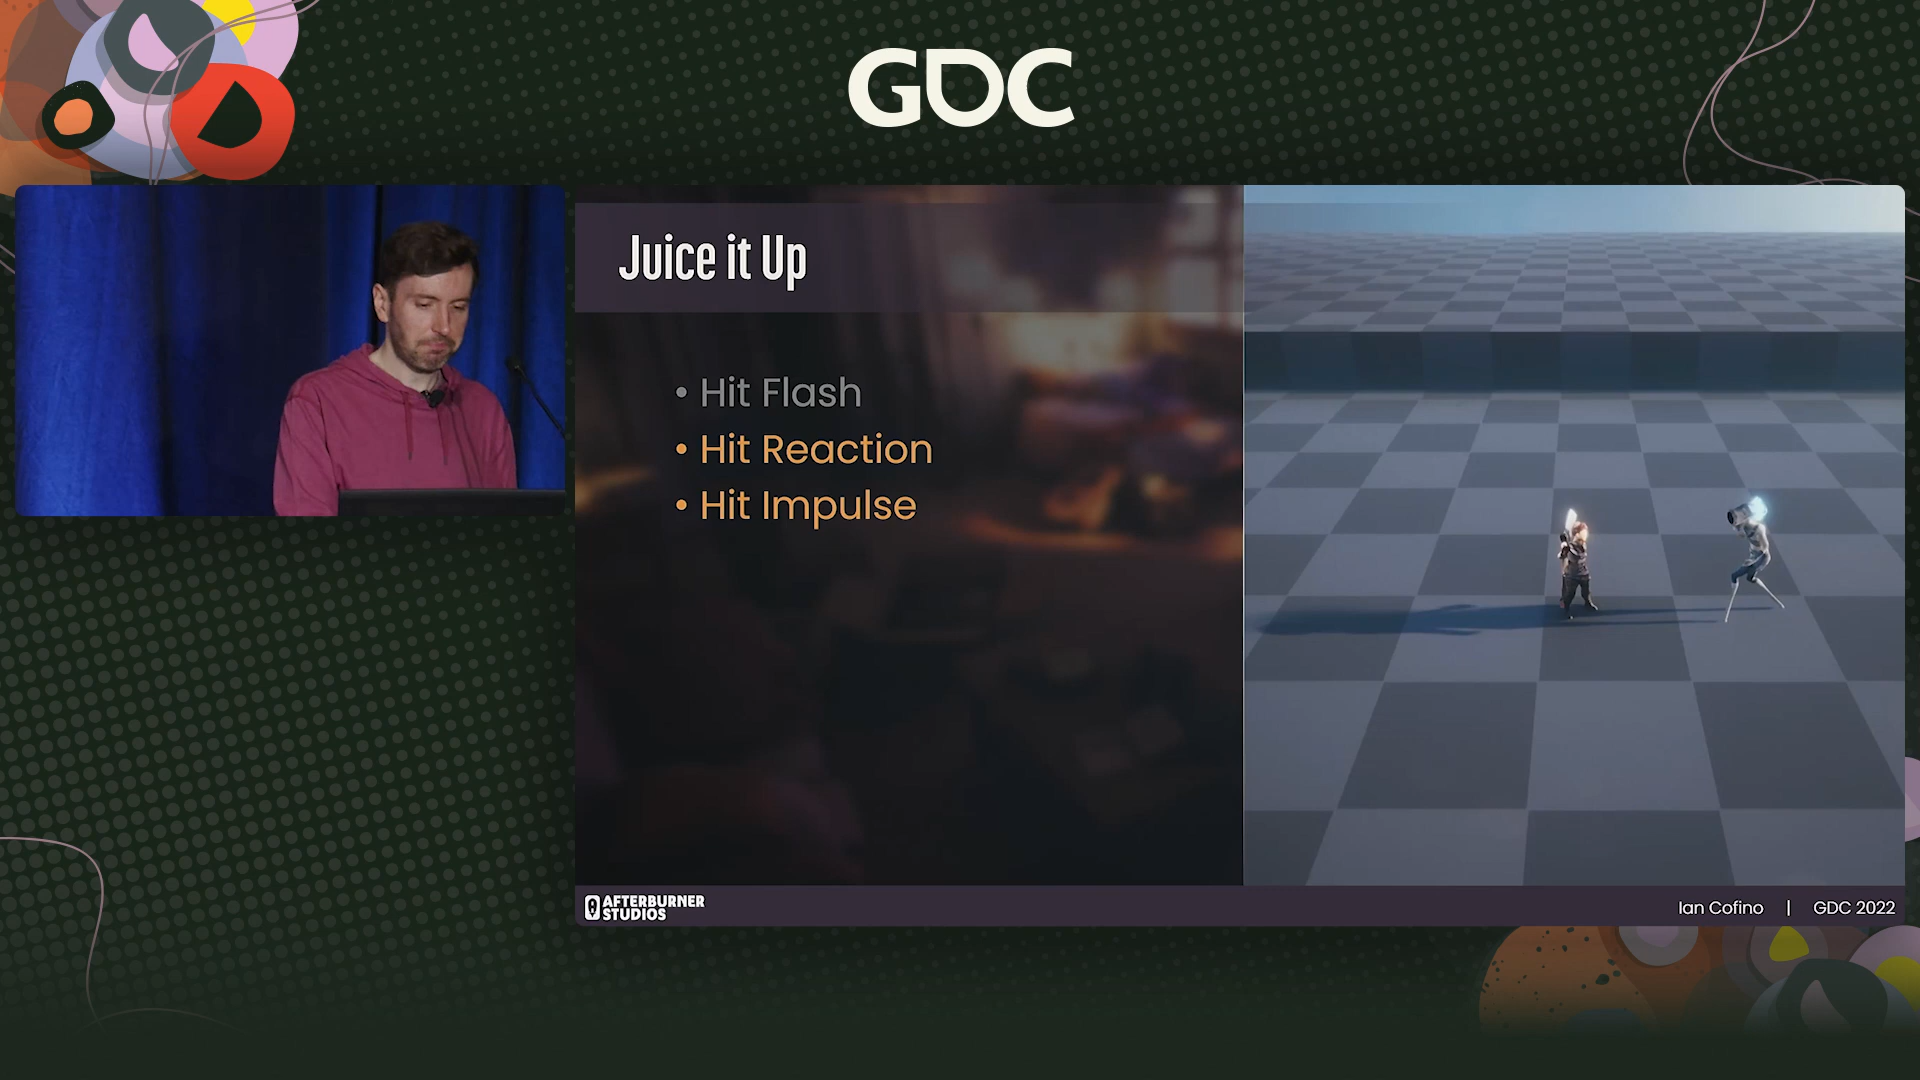 GDC
Juice it Up
• Hit Flash
• Hit Reaction
• Hit Impulse
AFTERBURNER
STUDIOS
Ian Cofino | GDC 2022